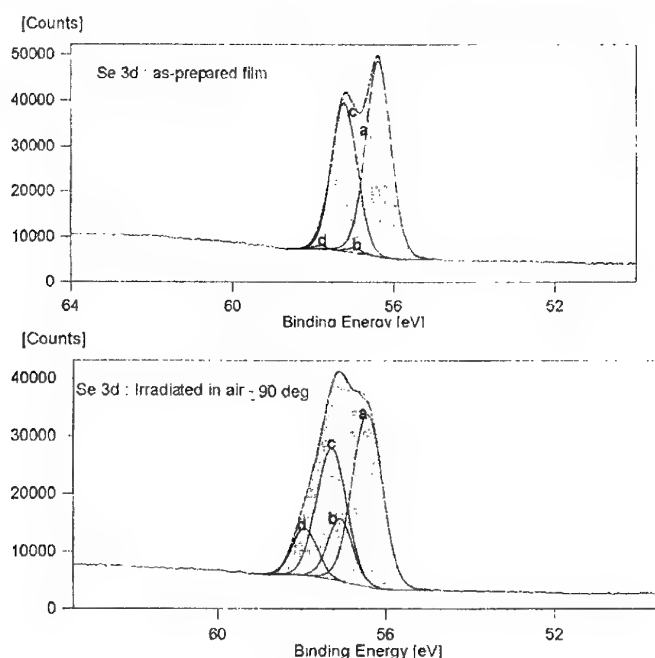 [Counts]
50000
Se 3d : as-prepared film
40000
c
a
30000
20000
10000
d
b
0
64
60
56
52
Binding Energy [eV]
[Counts]
40000
Se 3d : Irradiated in air - 90 deg
a
30000
c
20000
d
b
10000
0
60
56
52
Binding Energy [eV]